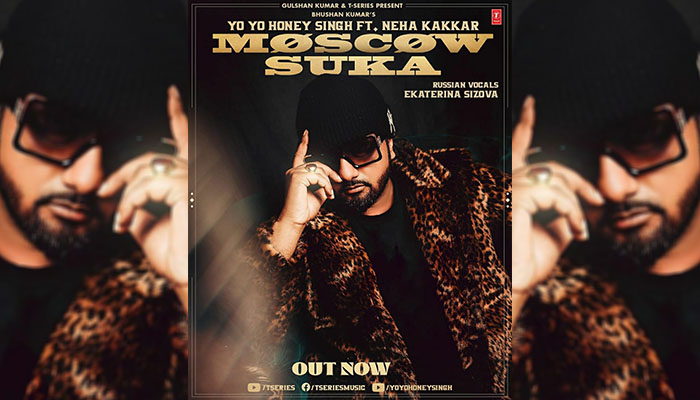 GULSHAN KUMAR & T-SERIES PRESENT
BHUSHAN KUMAR'S
YO YO HONEY SINGH FT. NEHA KAKKAR
MØSCØW
SUKA
RUSSIAN VOCALS
EKATERINA SIZOVA
OUT NOW
/TSERIES /TSERIESMUSIC /YOYOHONEYSINGH